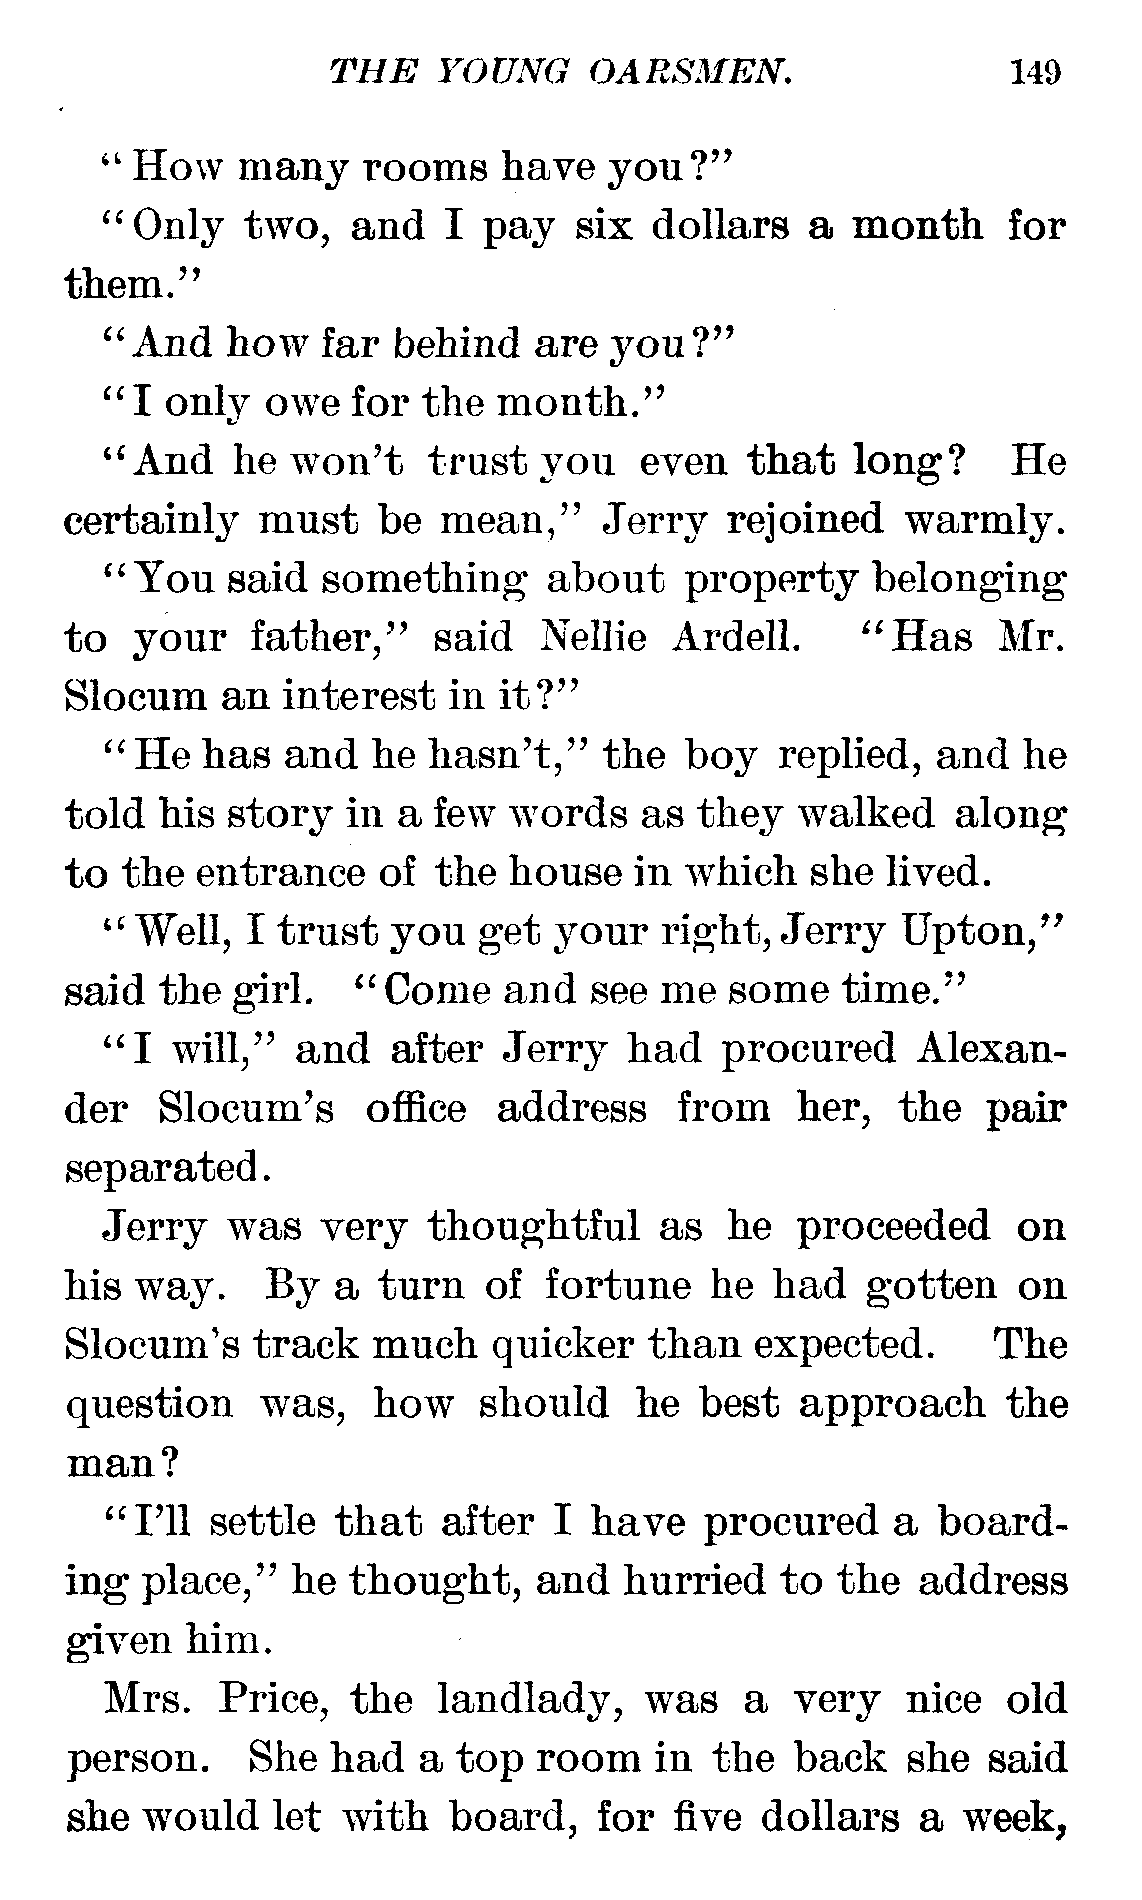 THE YOUNG OARSMEN. 149
"How many rooms have you?"
"Only two, and I pay six dollars a month for
them."
"And how far behind are you?"
"I only owe for the month."
"And he won't trust you even that long? He
certainly must be mean," Jerry rejoined warmly.
"You said something about property belonging
to your father," said Nellie Ardell. "Has Mr.
Slocum an interest in it?"
"He has and he hasn't," the boy replied, and he
told his story in a few words as they walked along
to the entrance of the house in which she lived.
"Well, I trust you get your right, Jerry Upton,"
said the girl. "Come and see me some time."
"I will," and after Jerry had procured Alexan-
der Slocum's office address from her, the pair
separated.
Jerry was very thoughtful as he proceeded on
his way. By a turn of fortune he had gotten on
Slocum's track much quicker than expected. The
question was, how should he best approach the
man?
"I'll settle that after I have procured a board-
ing place," he thought, and hurried to the address
given him.
Mrs. Price, the landlady, was a very nice old
person. She had a top room in the back she said
she would let with board, for five dollars a week,